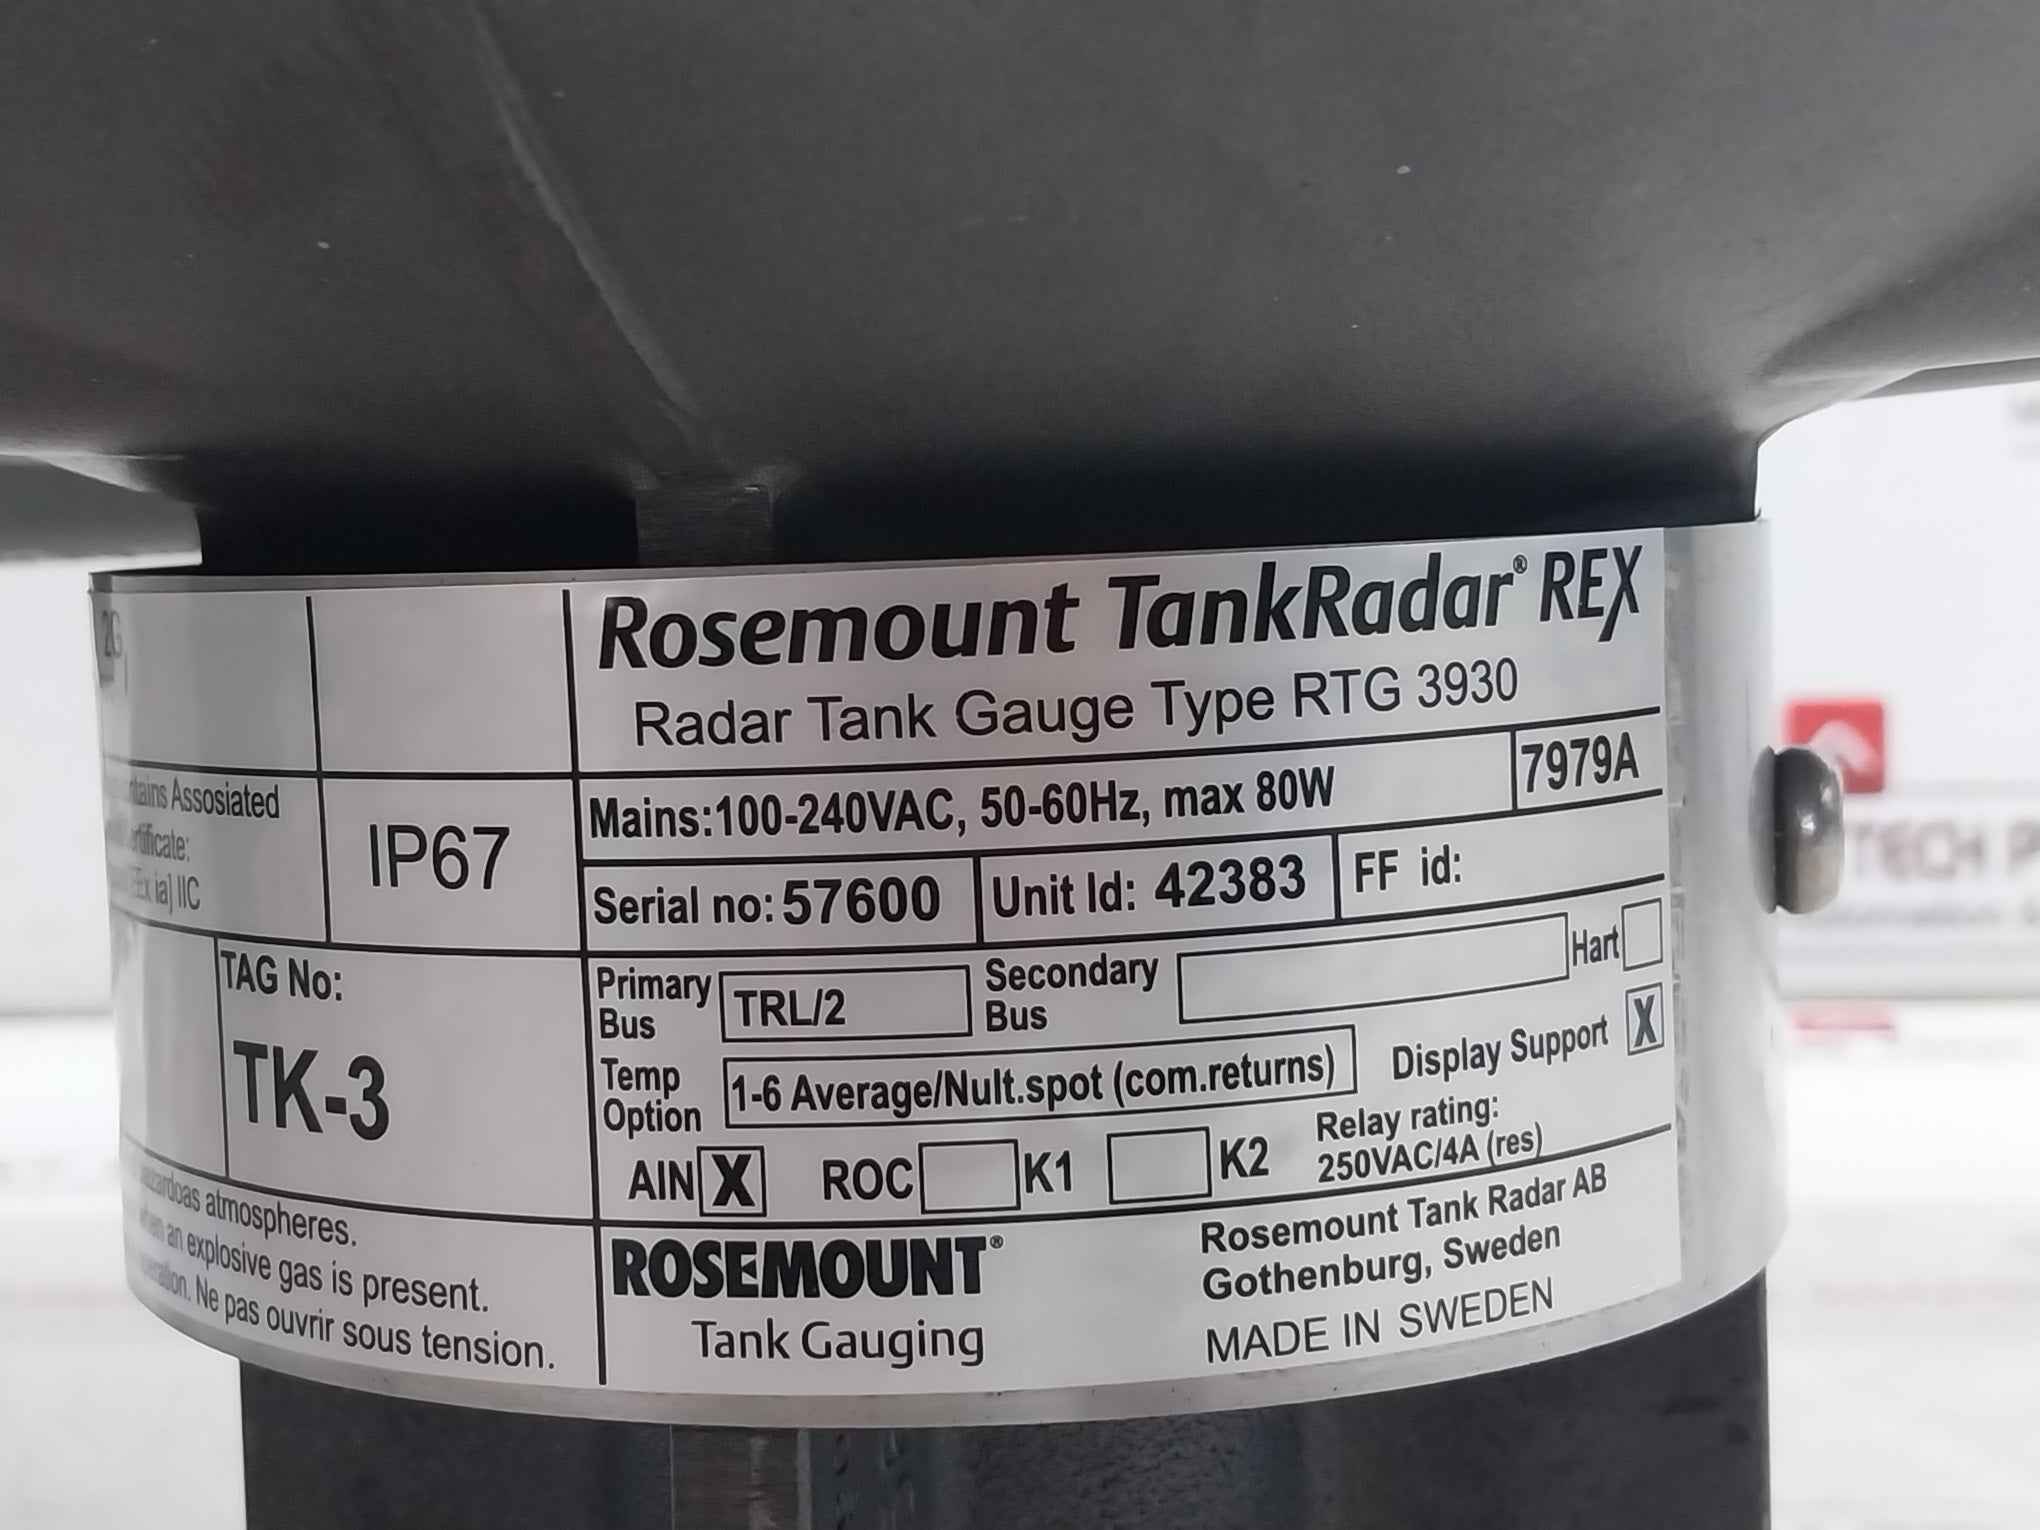 2G
Rosemount TankRadar® REX
Radar Tank Gauge Type RTG 3930
Mains:100-240VAC, 50-60Hz, max 80W
7979A
Assosiated
IIC
IP67
Serial no: 57600
Unit Id: 42383
FF id:
TAG No:
TK-3
Primary Bus TRL/2
Secondary Bus
Hart
Temp Option 1-6 Average/Nult.spot (com.returns)
Display Support X
AIN X ROC K1 K2
Relay rating:
250VAC/4A (res)
atmospheres.
when an explosive gas is present.
Ne pas ouvrir sous tension.
ROSEMOUNT®
Tank Gauging
Rosemount Tank Radar AB
Gothenburg, Sweden
MADE IN SWEDEN
TECH